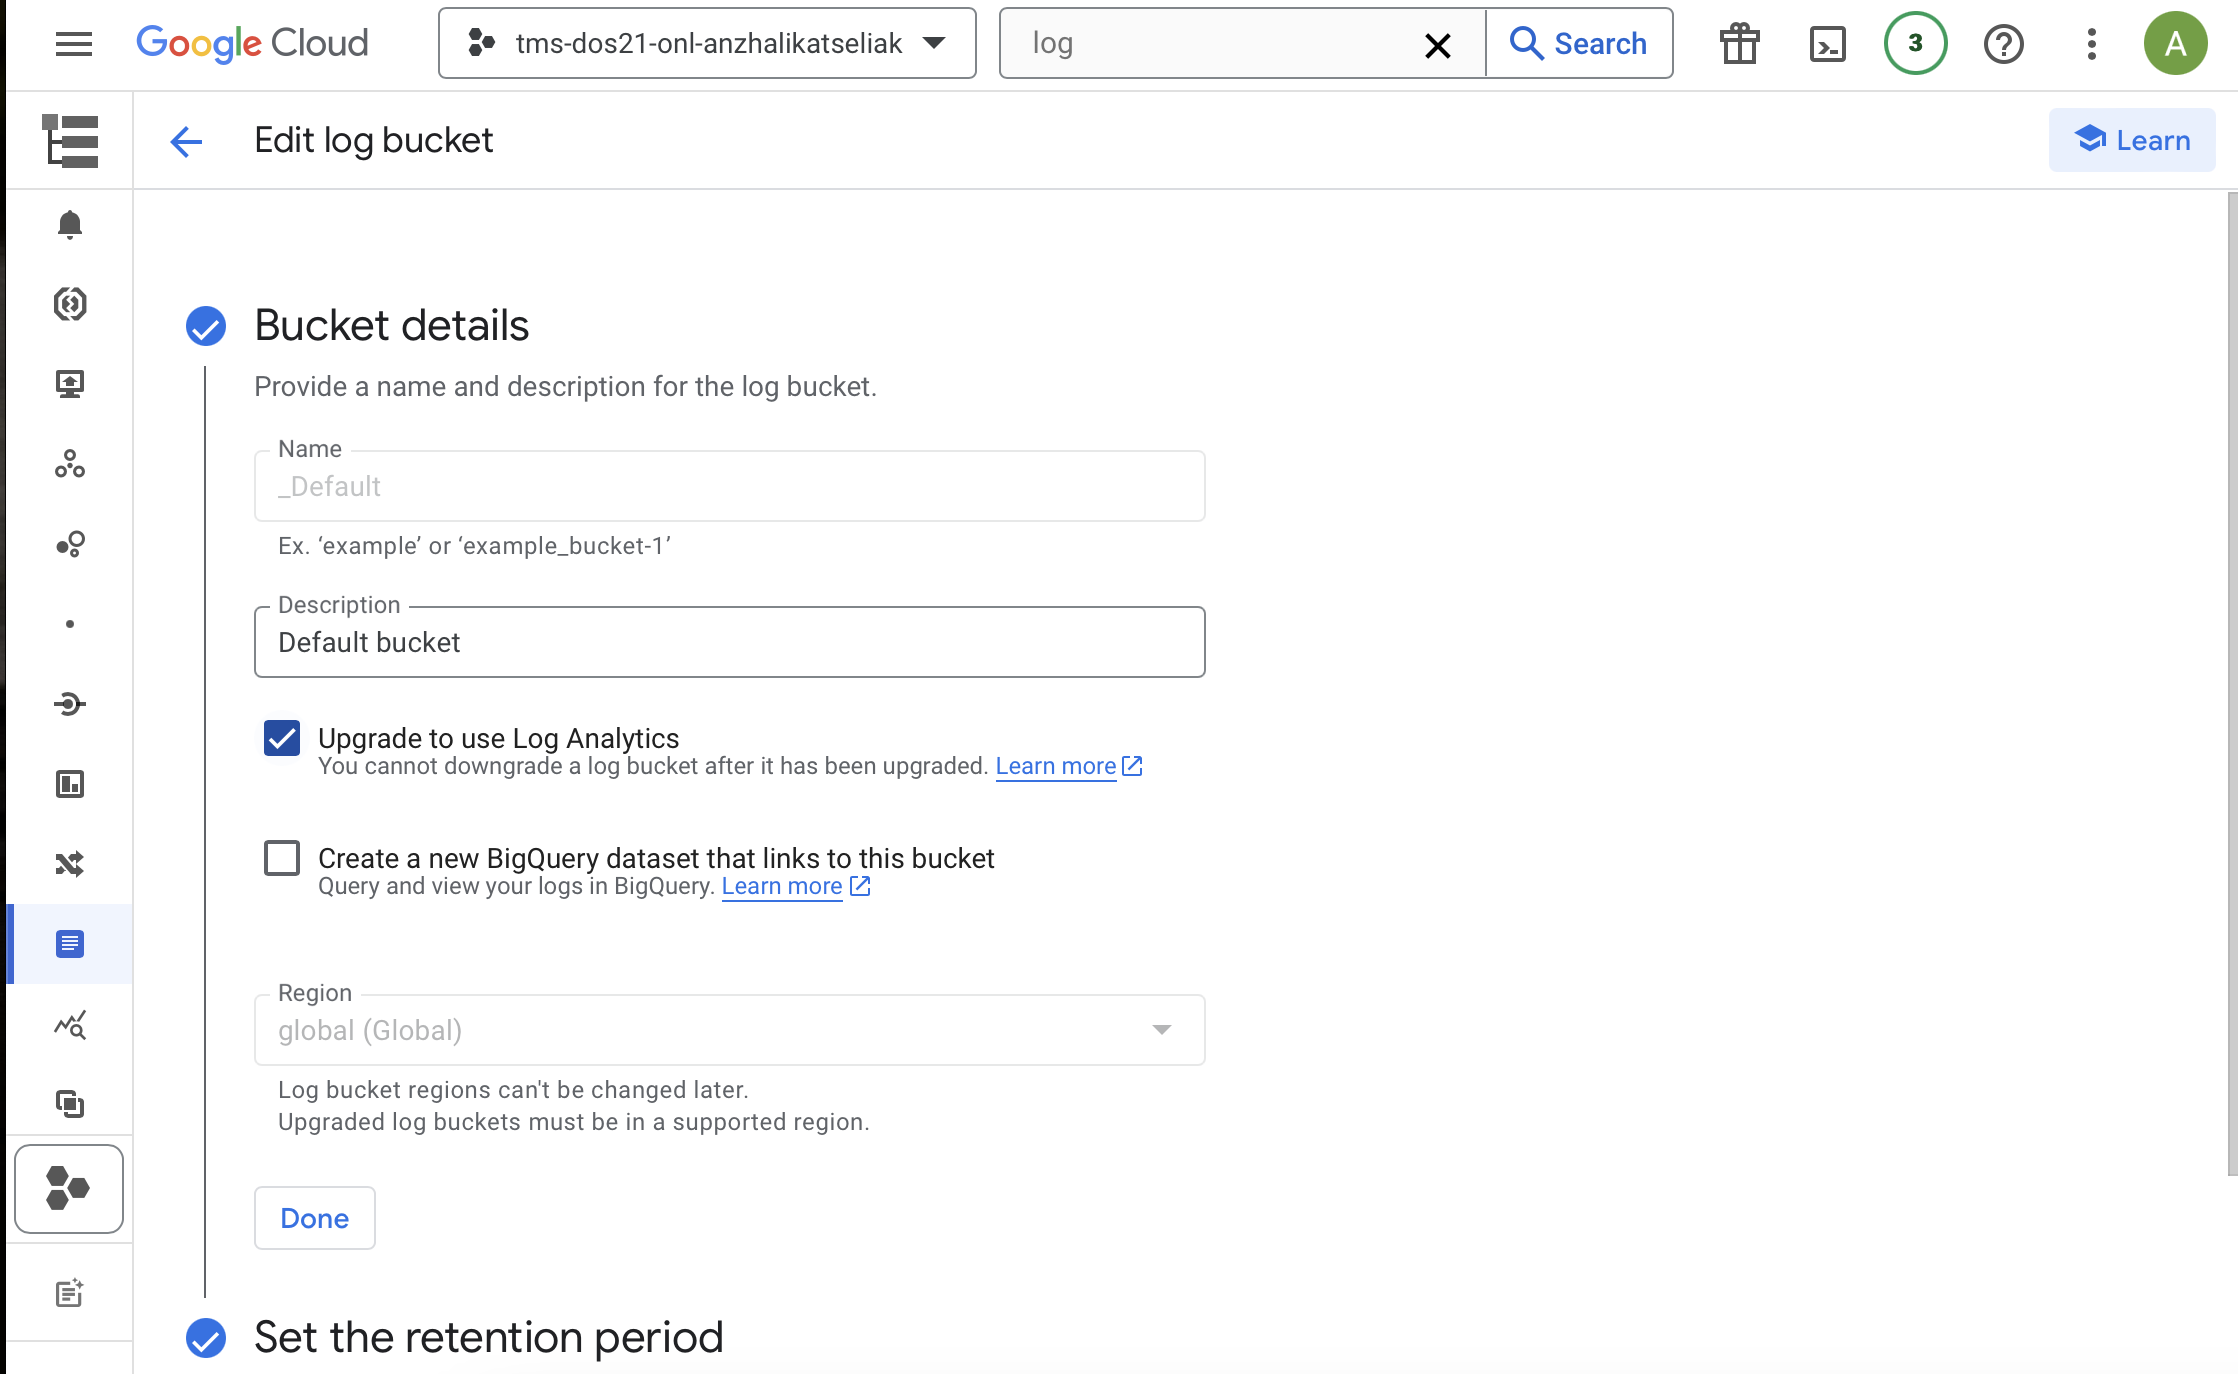 Google Cloud
tms-dos21-onl-anzhalikatseliak
log
Search
3
A
Edit log bucket
Learn
Bucket details
Provide a name and description for the log bucket.
Name
_Default
Ex. ‘example’ or ‘example_bucket-1’
Description
Default bucket
Upgrade to use Log Analytics
You cannot downgrade a log bucket after it has been upgraded. Learn more
Create a new BigQuery dataset that links to this bucket
Query and view your logs in BigQuery. Learn more
Region
global (Global)
Log bucket regions can't be changed later.
Upgraded log buckets must be in a supported region.
Done
Set the retention period